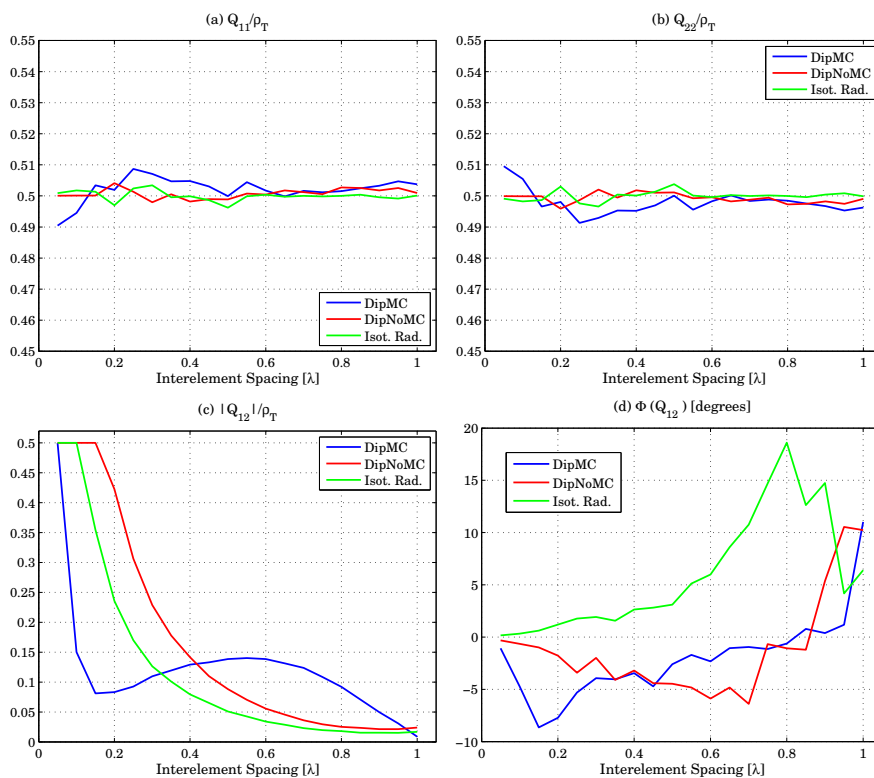 (a) Q₁₁/ρ_T
0.55
0.54
0.53
0.52
0.51
0.5
0.49
0.48
0.47
0.46
0.45
DipMC
DipNoMC
Isot. Rad.
0 0.2 0.4 0.6 0.8 1
Interelement Spacing [λ]
(b) Q₂₂/ρ_T
0.55
0.54
0.53
0.52
0.51
0.5
0.49
0.48
0.47
0.46
0.45
DipMC
DipNoMC
Isot. Rad.
0 0.2 0.4 0.6 0.8 1
Interelement Spacing [λ]
(c) |Q₁₂|/ρ_T
0.5
0.45
0.4
0.35
0.3
0.25
0.2
0.15
0.1
0.05
0
DipMC
DipNoMC
Isot. Rad.
0 0.2 0.4 0.6 0.8 1
Interelement Spacing [λ]
(d) Φ (Q₁₂) [degrees]
20
15
10
5
0
−5
−10
DipMC
DipNoMC
Isot. Rad.
0 0.2 0.4 0.6 0.8 1
Interelement Spacing [λ]